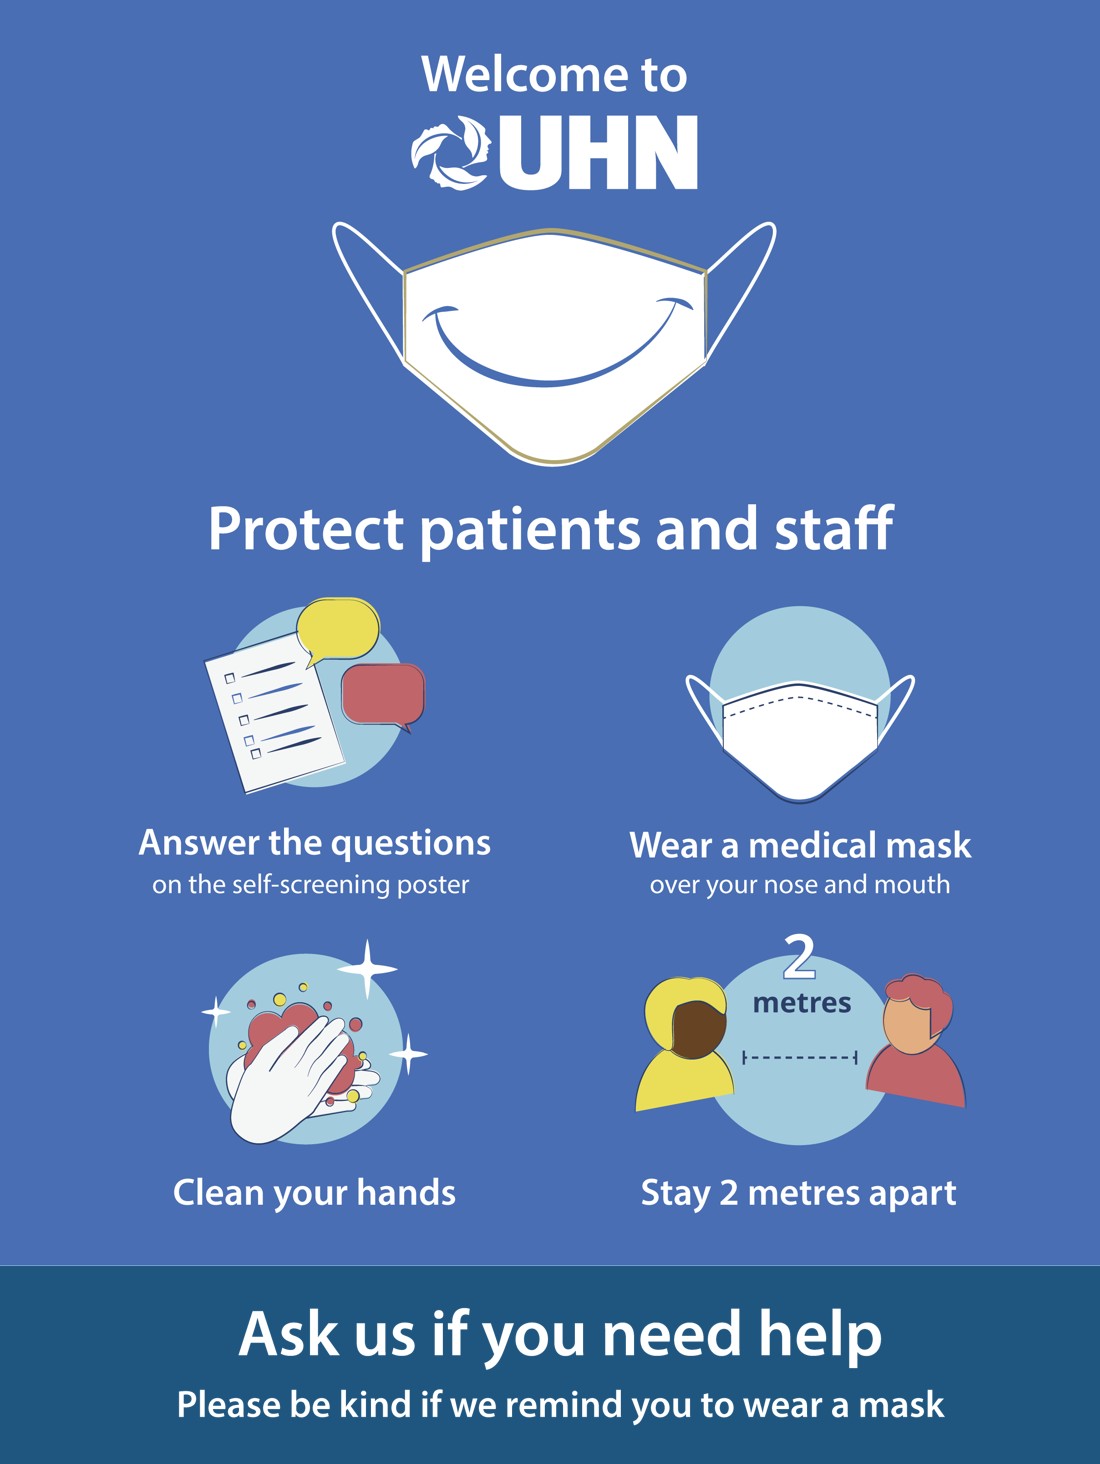 Welcome to
UHN
Protect patients and staff
Answer the questions
on the self-screening poster
Wear a medical mask
over your nose and mouth
2
metres
Clean your hands
Stay 2 metres apart
Ask us if you need help
Please be kind if we remind you to wear a mask